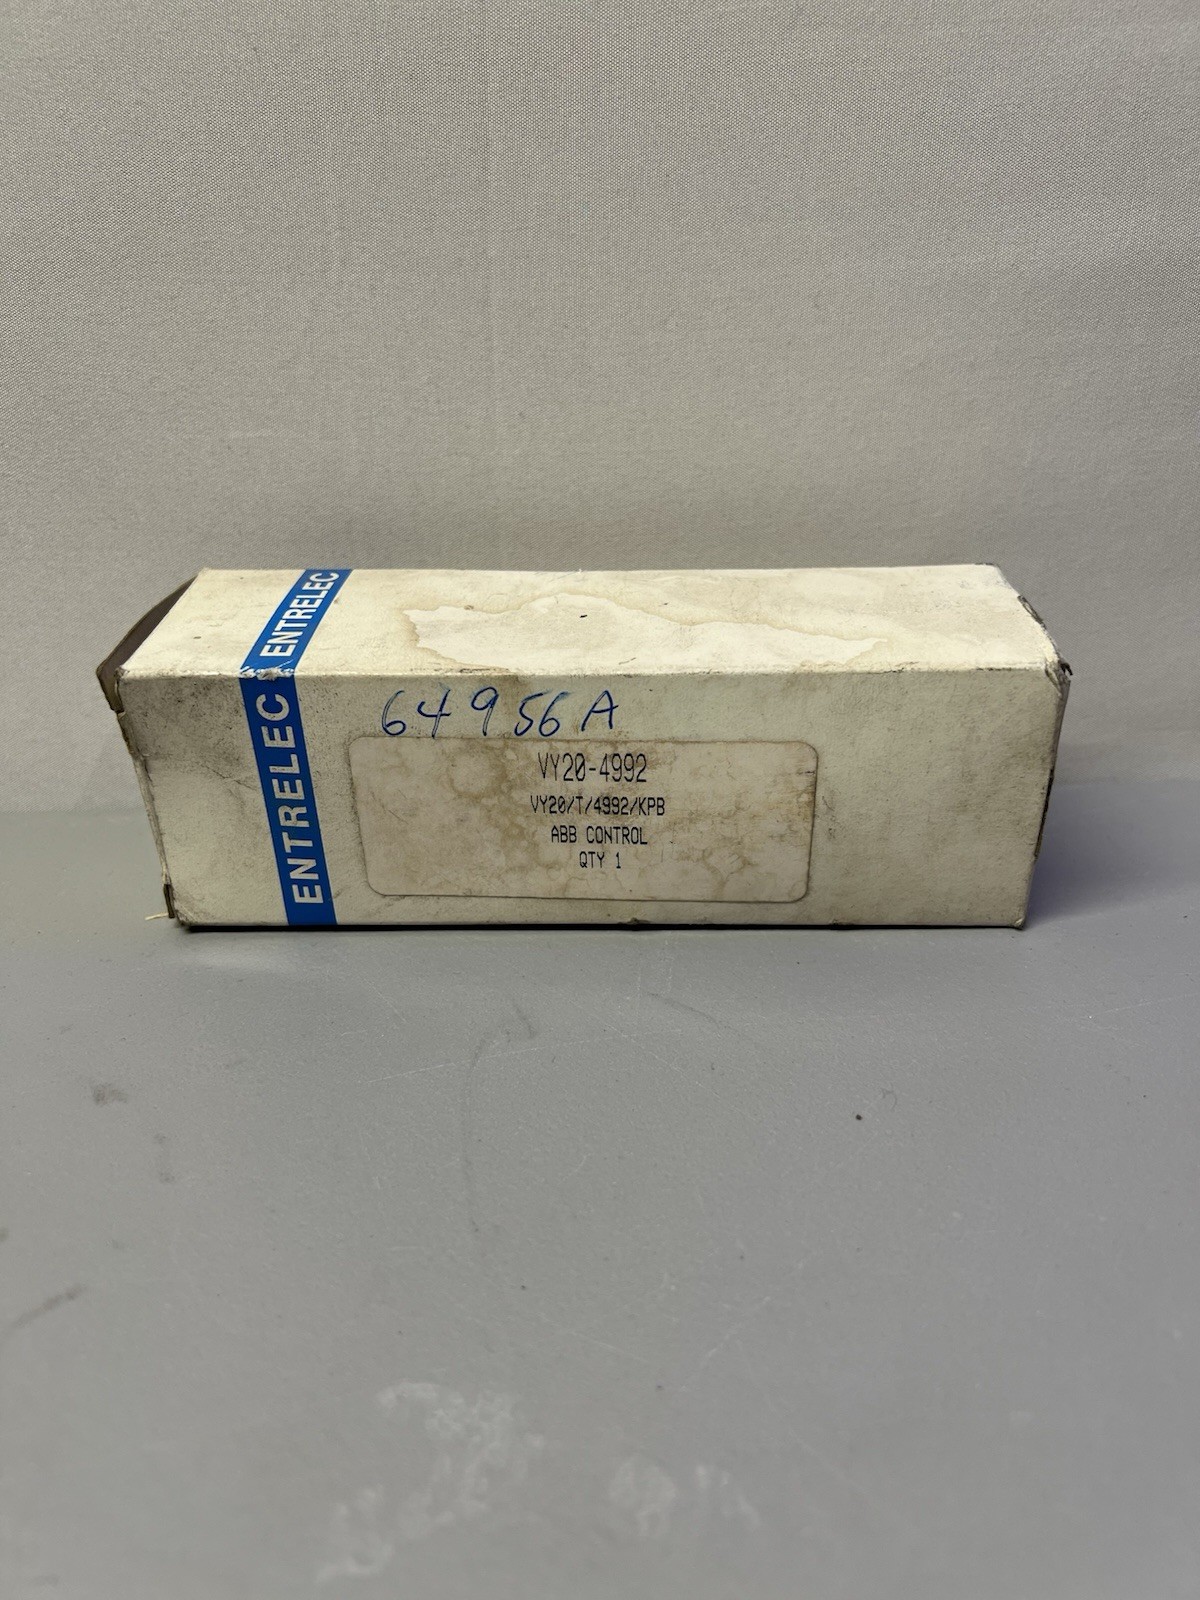 ENTRELEC
ENTRELEC
64956A
VY20-4992
VY20/T/4992/KPB
ABB CONTROL
QTY 1